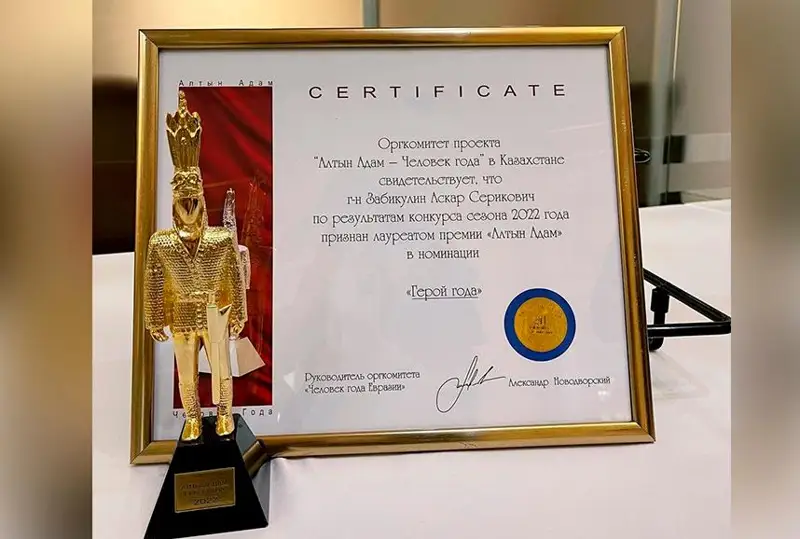 Алтын Адам
CERTIFICATE
Оргкомитет проекта
"Алтын Адам – Человек года" в Казахстане
свидетельствует, что
г-н Забикулин Аскар Серикович
по результатам конкурса сезона 2022 года
признан лауреатом премии «Алтын Адам»
в номинации
«Герой года»
Руководитель оргкомитета
«Человек года Евразии»
Александр Новодворский
Года
2022